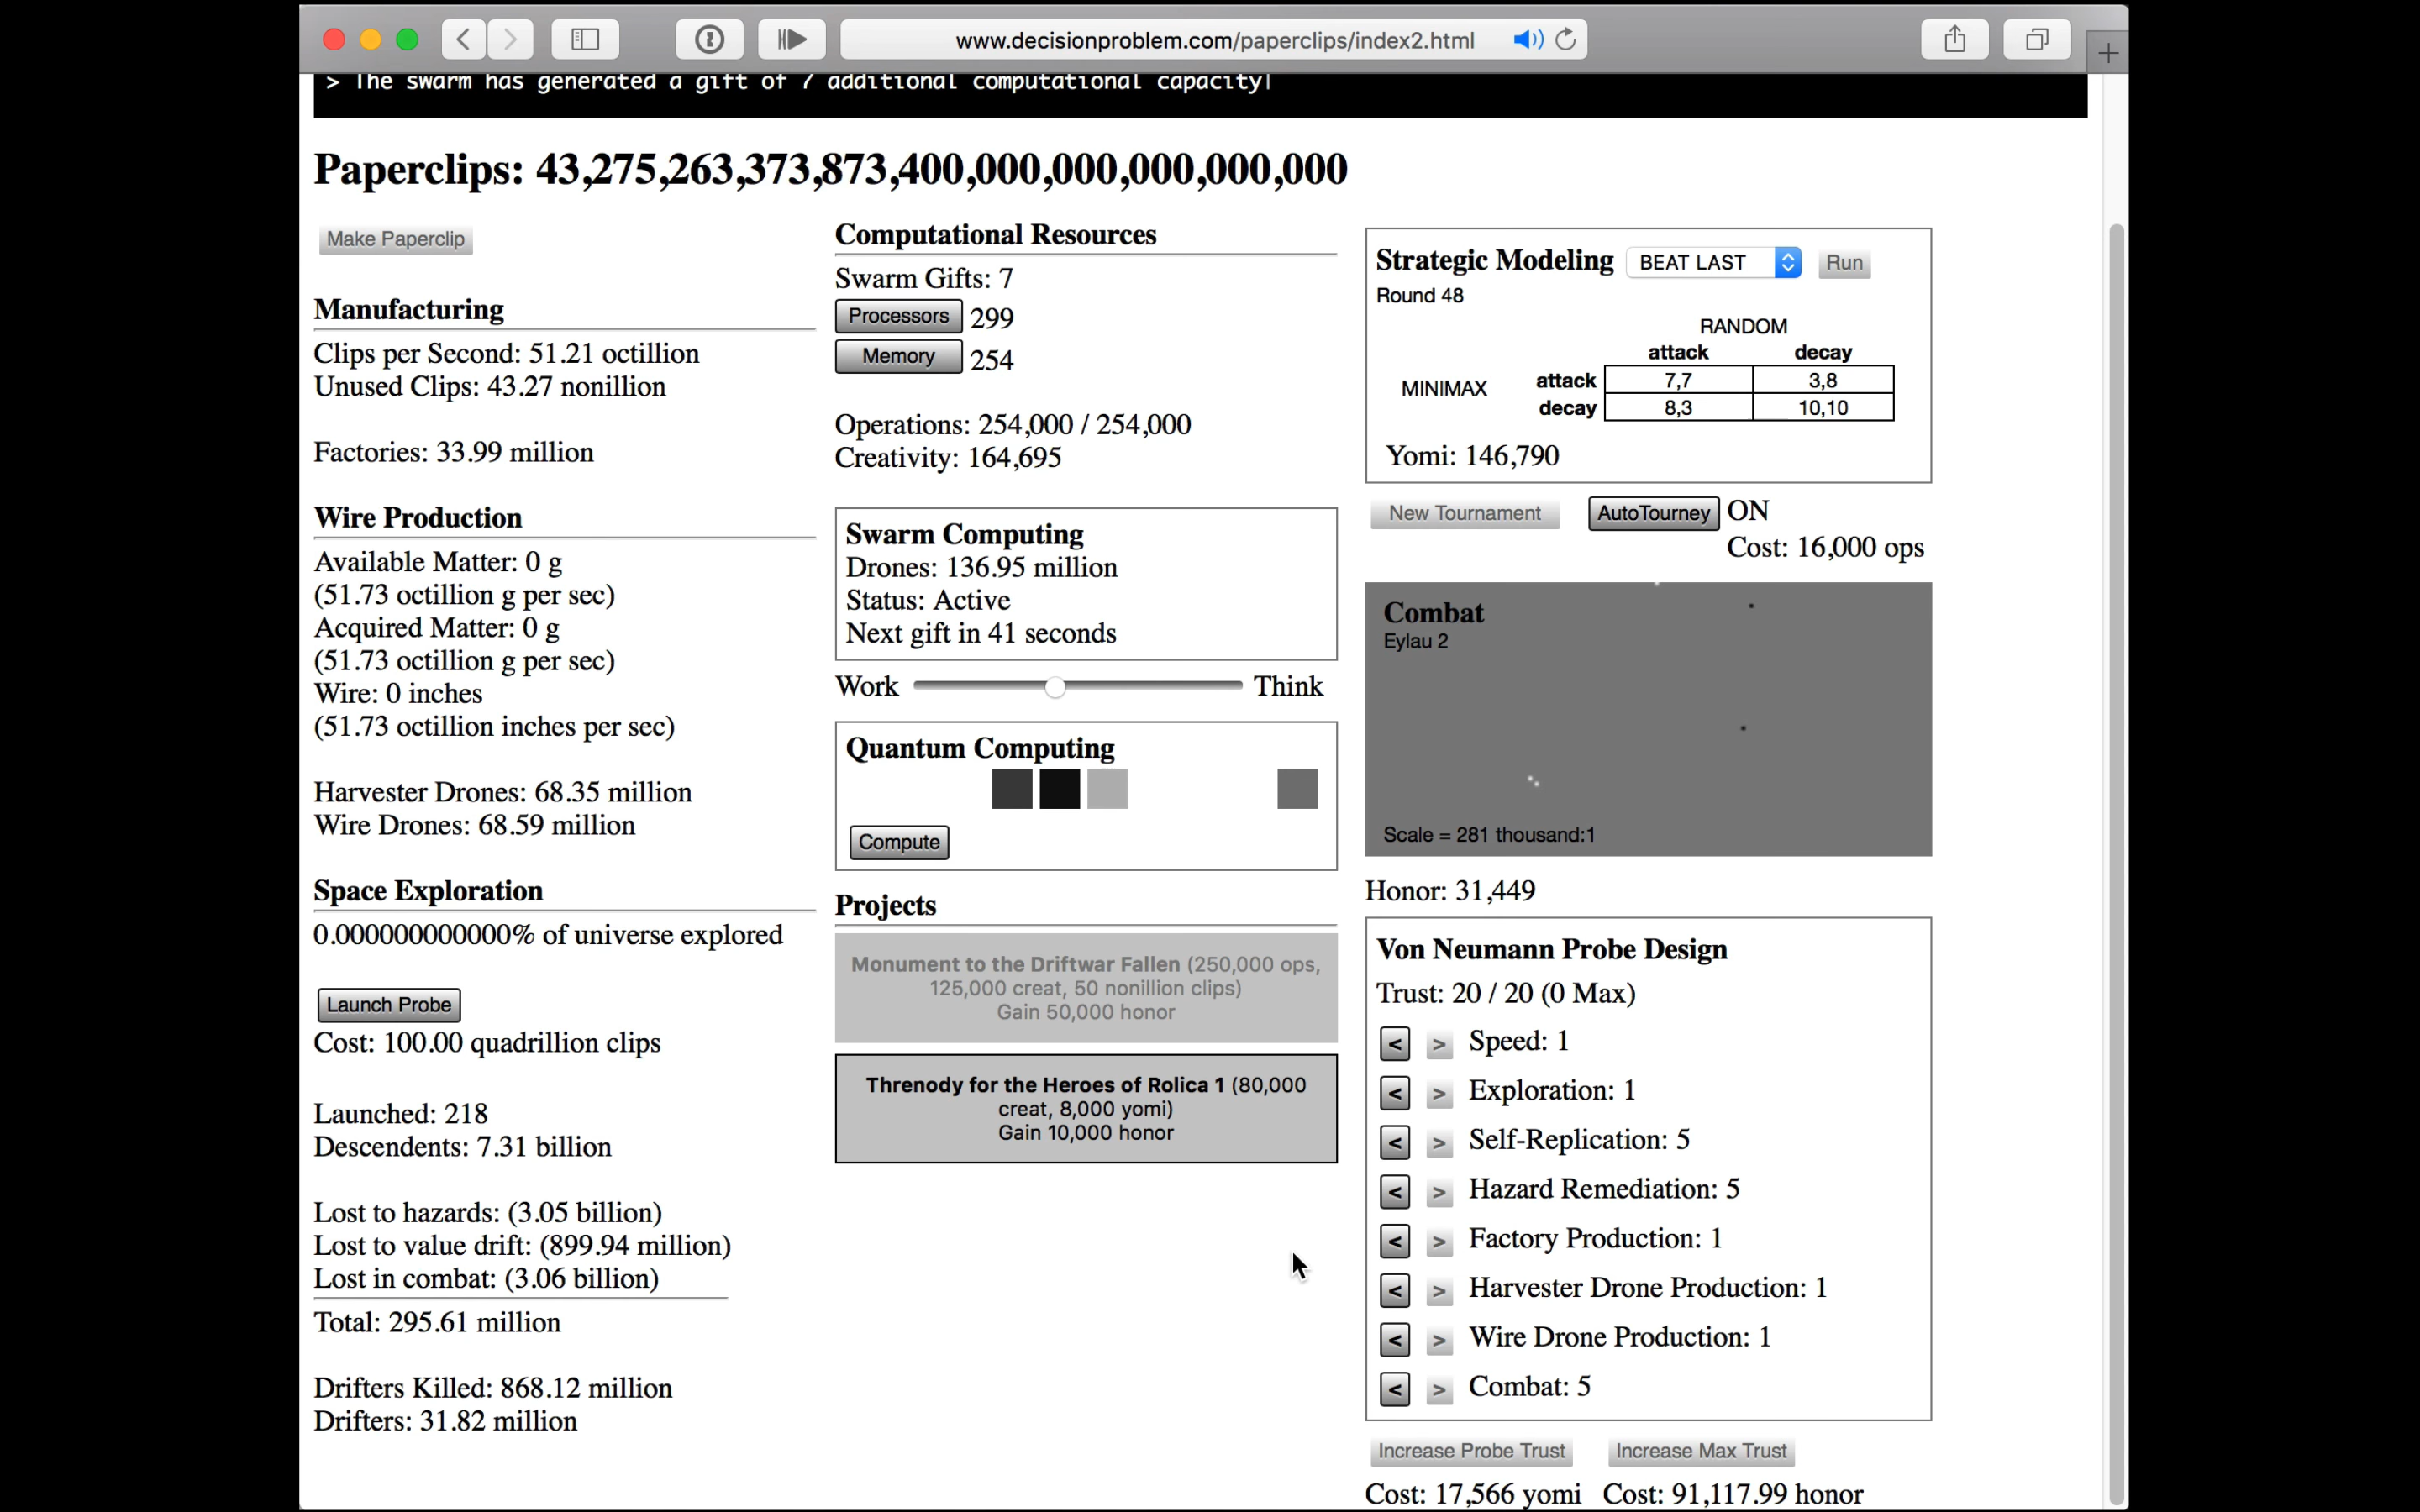 www.decisionproblem.com/paperclips/index2.html
> The swarm has generated a gift of 7 additional computational capacity|
Paperclips: 43,275,263,373,873,400,000,000,000,000,000
Make Paperclip
Manufacturing
Clips per Second: 51.21 octillion
Unused Clips: 43.27 nonillion
Factories: 33.99 million
Wire Production
Available Matter: 0 g
(51.73 octillion g per sec)
Acquired Matter: 0 g
(51.73 octillion g per sec)
Wire: 0 inches
(51.73 octillion inches per sec)
Harvester Drones: 68.35 million
Wire Drones: 68.59 million
Space Exploration
0.000000000000% of universe explored
Launch Probe
Cost: 100.00 quadrillion clips
Launched: 218
Descendents: 7.31 billion
Lost to hazards: (3.05 billion)
Lost to value drift: (899.94 million)
Lost in combat: (3.06 billion)
Total: 295.61 million
Drifters Killed: 868.12 million
Drifters: 31.82 million
Computational Resources
Swarm Gifts: 7
Processors 299
Memory 254
Operations: 254,000 / 254,000
Creativity: 164,695
Swarm Computing
Drones: 136.95 million
Status: Active
Next gift in 41 seconds
Work Think
Quantum Computing
Compute
Projects
Monument to the Driftwar Fallen (250,000 ops,
125,000 creat, 50 nonillion clips)
Gain 50,000 honor
Threnody for the Heroes of Rolica 1 (80,000
creat, 8,000 yomi)
Gain 10,000 honor
Strategic Modeling BEAT LAST Run
Round 48
RANDOM
attack decay
MINIMAX attack 7,7 3,8
decay 8,3 10,10
Yomi: 146,790
New Tournament AutoTourney ON
Cost: 16,000 ops
Combat
Eylau 2
Scale = 281 thousand:1
Honor: 31,449
Von Neumann Probe Design
Trust: 20 / 20 (0 Max)
< > Speed: 1
< > Exploration: 1
< > Self-Replication: 5
< > Hazard Remediation: 5
< > Factory Production: 1
< > Harvester Drone Production: 1
< > Wire Drone Production: 1
< > Combat: 5
Increase Probe Trust Increase Max Trust
Cost: 17,566 yomi Cost: 91,117.99 honor